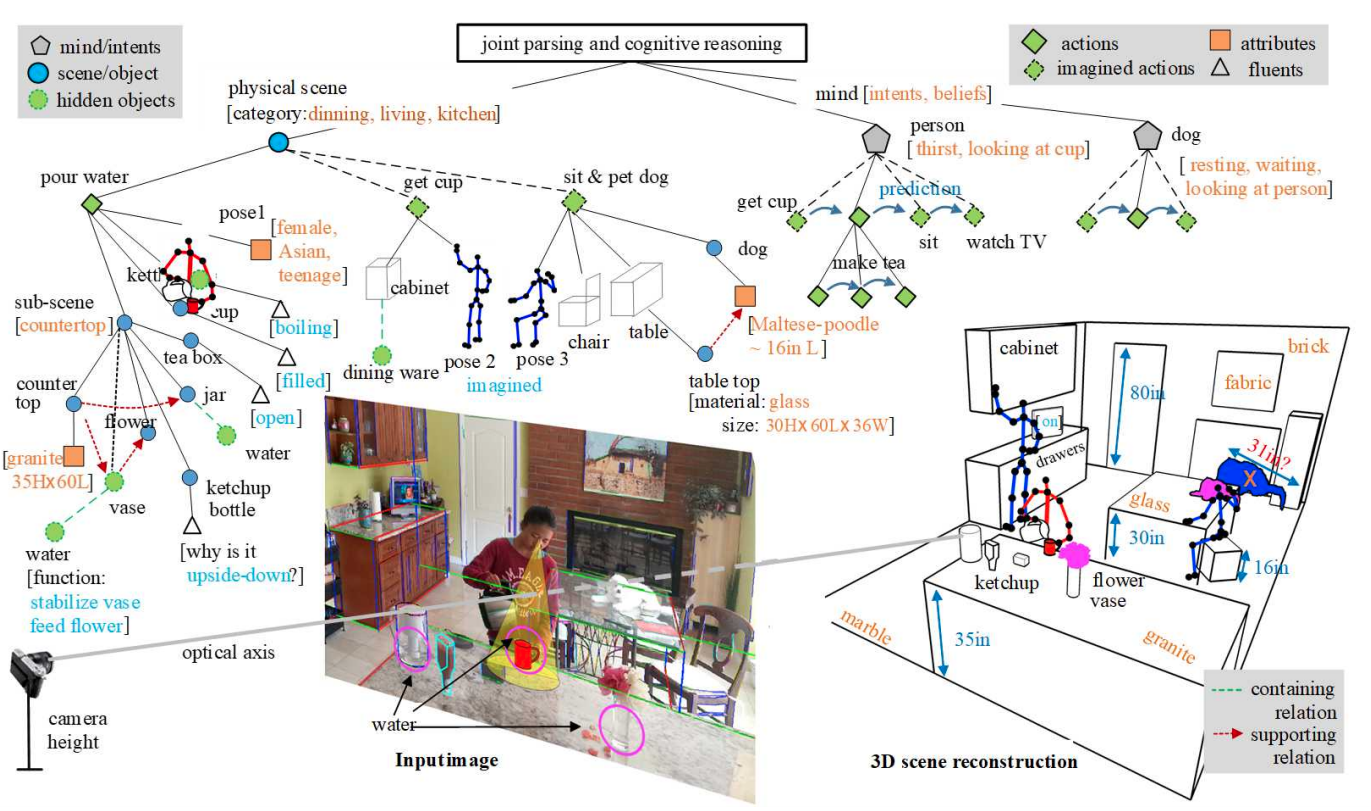 joint parsing and cognitive reasoning
mind/intents
scene/object
hidden objects
actions
attributes
imagined actions
fluents
physical scene
[category: dinning, living, kitchen]
mind [intents, beliefs]
person
[thirst, looking at cup]
dog
[resting, waiting,
looking at person]
pour water
get cup
sit & pet dog
get cup
prediction
sit
watch TV
make tea
pose1
[female,
Asian,
teenage]
kettl
cup
[boiling]
sub-scene
[countertop]
tea box
[filled]
cabinet
dining ware
pose 2
pose 3
imagined
chair
table
dog
[Maltese-poodle
~ 16in L]
table top
[material: glass
size: 30Hx 60Lx 36W]
counter
top
flower
jar
[open]
water
[granite
35Hx60L]
vase
ketchup
bottle
water
[function:
stabilize vase
feed flower]
[why is it
upside-down?]
optical axis
camera
height
water
Input image
cabinet
[on]
drawers
80in
fabric
brick
31in?
X
glass
30in
16in
ketchup
flower
vase
marble
35in
granite
3D scene reconstruction
containing
relation
supporting
relation